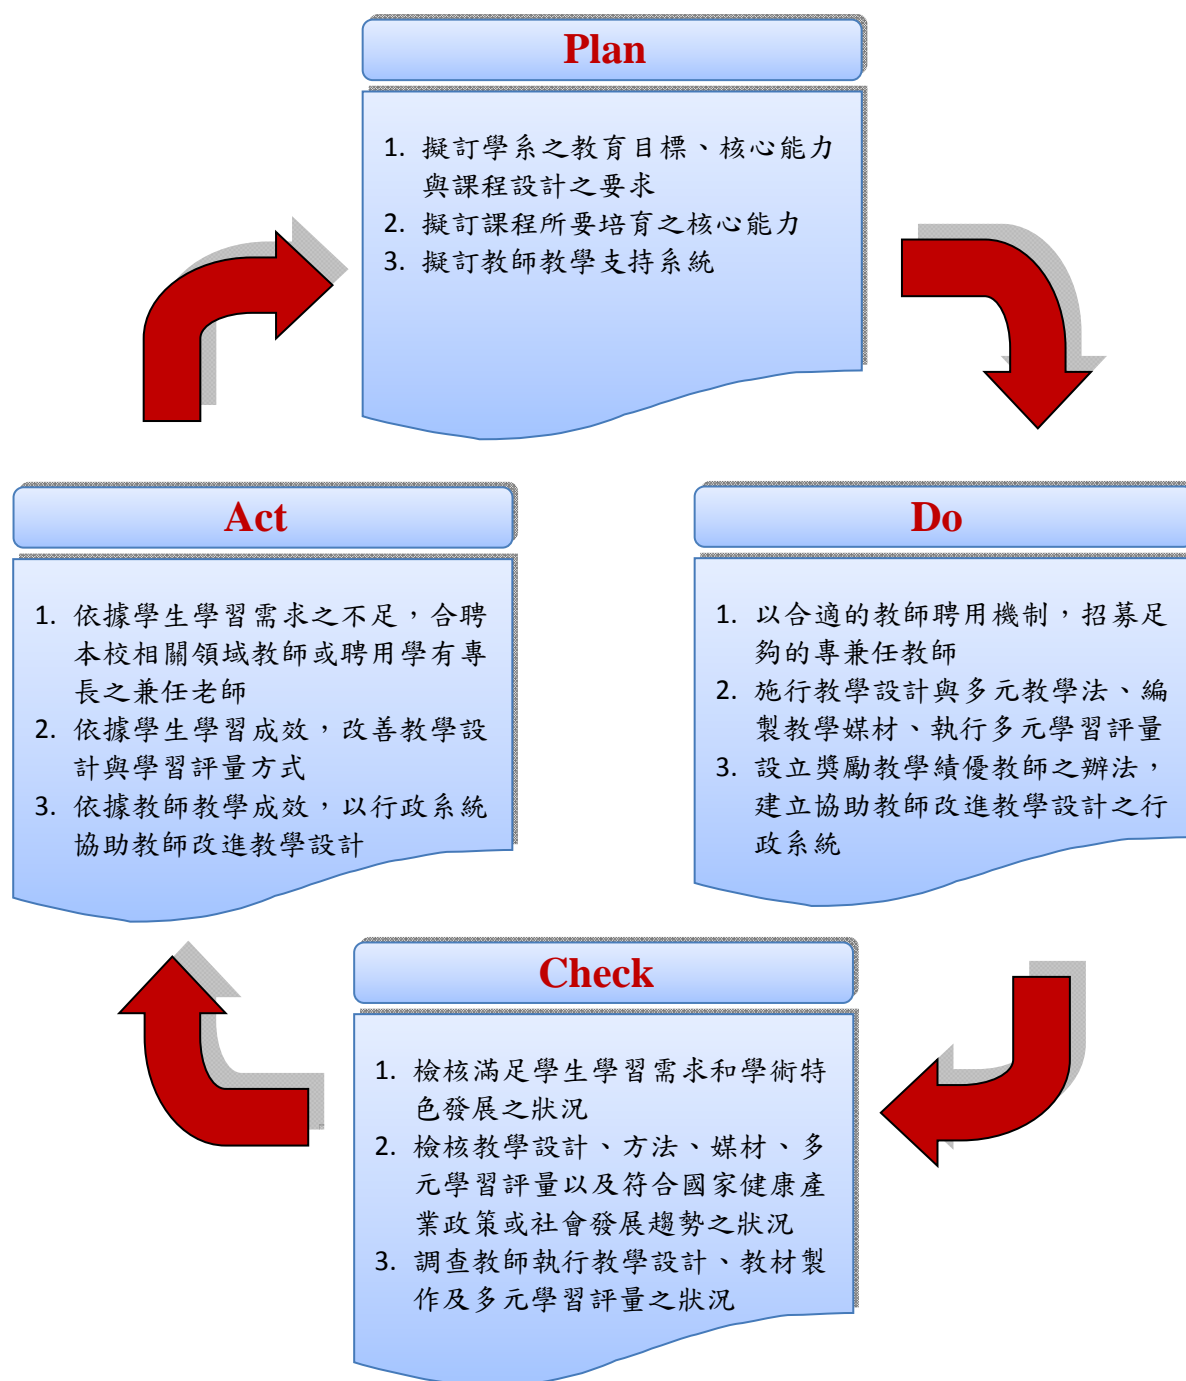 Plan
1. 擬訂學系之教育目標、核心能力
與課程設計之要求
2. 擬訂課程所要培育之核心能力
3. 擬訂教師教學支持系統
Act
1. 依據學生學習需求之不足，合聘
本校相關領域教師或聘用學有專
長之兼任老師
2. 依據學生學習成效，改善教學設
計與學習評量方式
3. 依據教師教學成效，以行政系統
協助教師改進教學設計
Do
1. 以合適的教師聘用機制，招募足
夠的專兼任教師
2. 施行教學設計與多元教學法、編
製教學媒材、執行多元學習評量
3. 設立獎勵教學績優教師之辦法，
建立協助教師改進教學設計之行
政系統
Check
1. 檢核滿足學生學習需求和學術特
色發展之狀況
2. 檢核教學設計、方法、媒材、多
元學習評量以及符合國家健康產
業政策或社會發展趨勢之狀況
3. 調查教師執行教學設計、教材製
作及多元學習評量之狀況